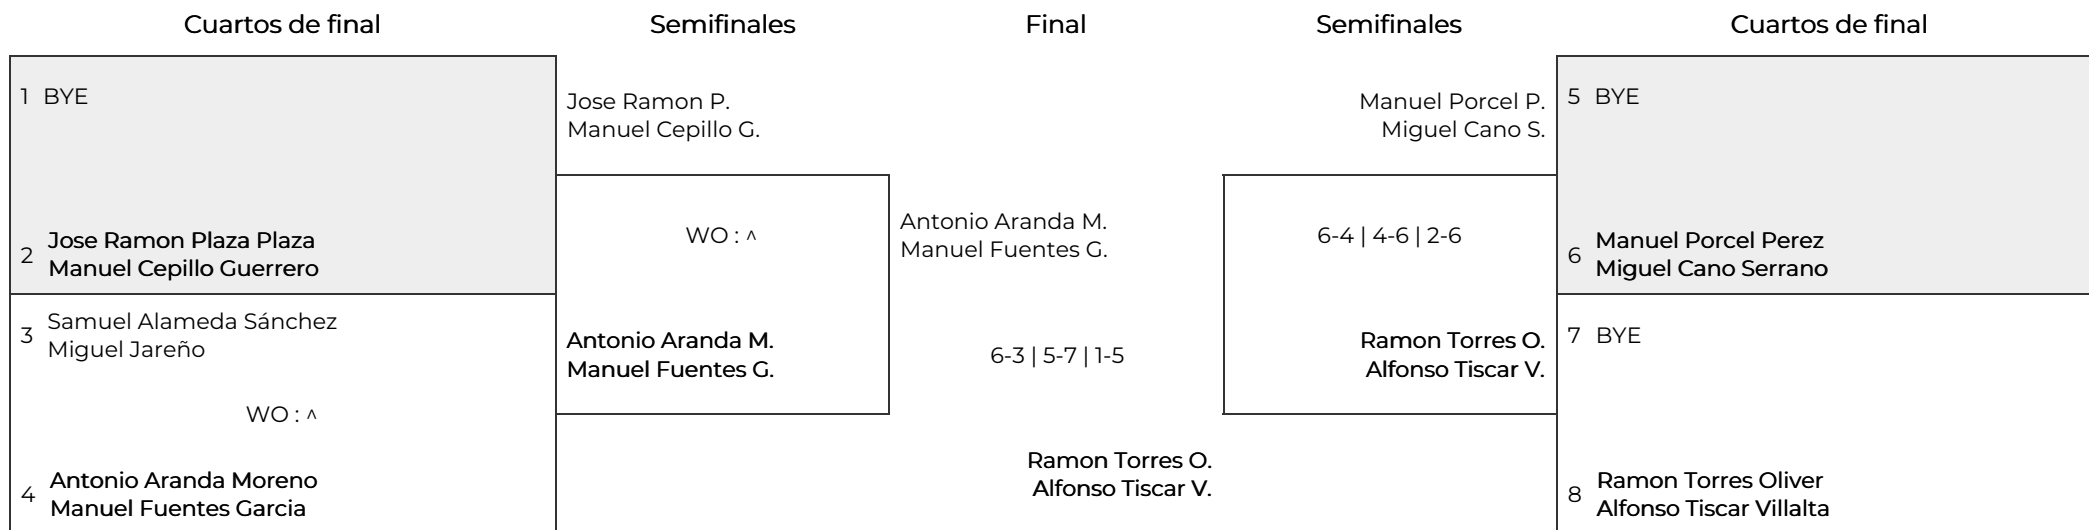 Cuartos de final
Semifinales
Final
Semifinales
Cuartos de final
1 BYE
2 Jose Ramon Plaza Plaza
Manuel Cepillo Guerrero
3 Samuel Alameda Sánchez
Miguel Jareño
WO : ^
4 Antonio Aranda Moreno
Manuel Fuentes Garcia
Jose Ramon P.
Manuel Cepillo G.
WO : ^
Antonio Aranda M.
Manuel Fuentes G.
Antonio Aranda M.
Manuel Fuentes G.
6-3 | 5-7 | 1-5
Ramon Torres O.
Alfonso Tiscar V.
Manuel Porcel P.
Miguel Cano S.
6-4 | 4-6 | 2-6
Ramon Torres O.
Alfonso Tiscar V.
5 BYE
6 Manuel Porcel Perez
Miguel Cano Serrano
7 BYE
8 Ramon Torres Oliver
Alfonso Tiscar Villalta